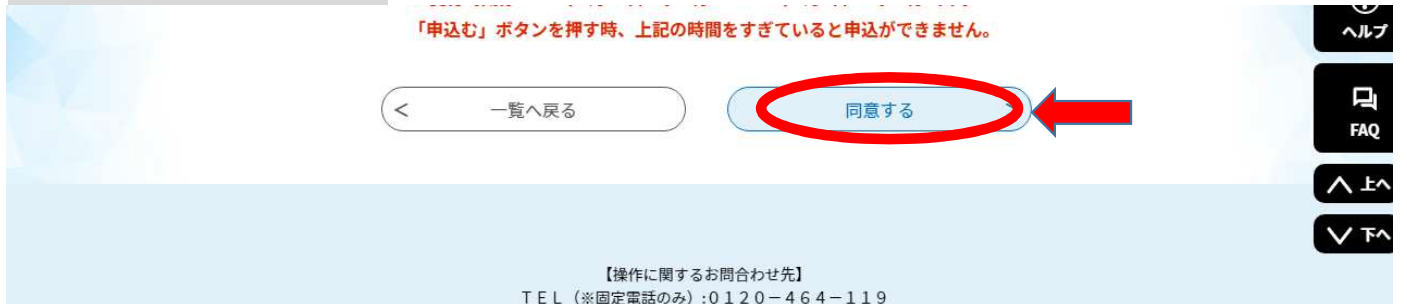 「申込む」ボタンを押す時、上記の時間をすぎていると申込ができません。
ヘルプ
< 一覧へ戻る
同意する
FAQ
上へ
下へ
【操作に関するお問合わせ先】
ＴＥＬ（※固定電話のみ）:０１２０－４６４－１１９